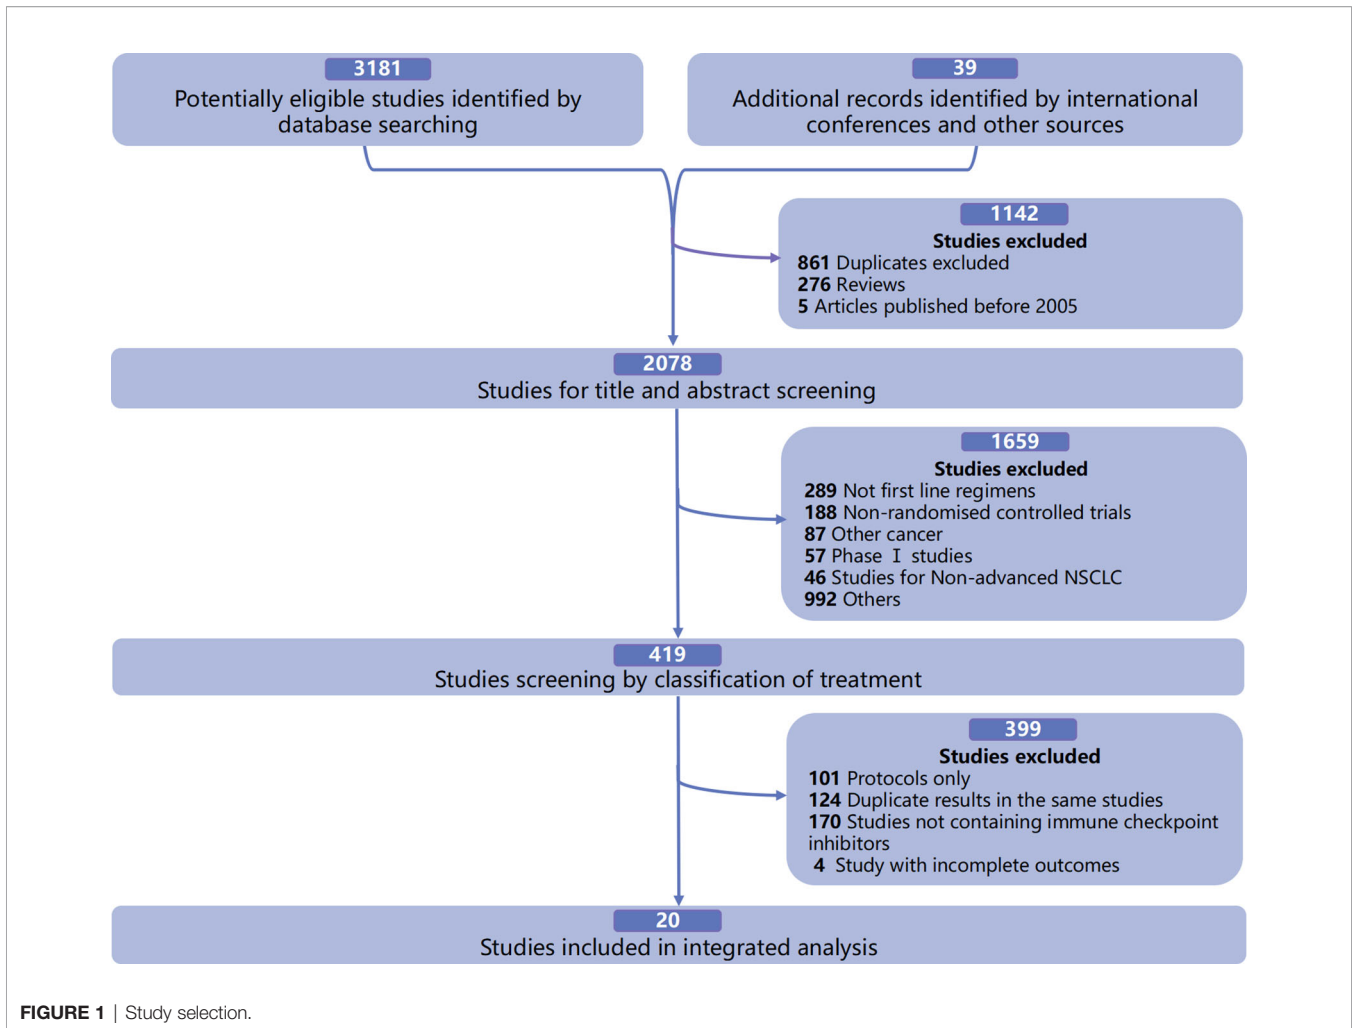 3181
Potentially eligible studies identified by
database searching
39
Additional records identified by international
conferences and other sources
1142
Studies excluded
861 Duplicates excluded
276 Reviews
5 Articles published before 2005
2078
Studies for title and abstract screening
1659
Studies excluded
289 Not first line regimens
188 Non-randomised controlled trials
87 Other cancer
57 Phase Ⅰ studies
46 Studies for Non-advanced NSCLC
992 Others
419
Studies screening by classification of treatment
399
Studies excluded
101 Protocols only
124 Duplicate results in the same studies
170 Studies not containing immune checkpoint
inhibitors
4 Study with incomplete outcomes
20
Studies included in integrated analysis
FIGURE 1 | Study selection.